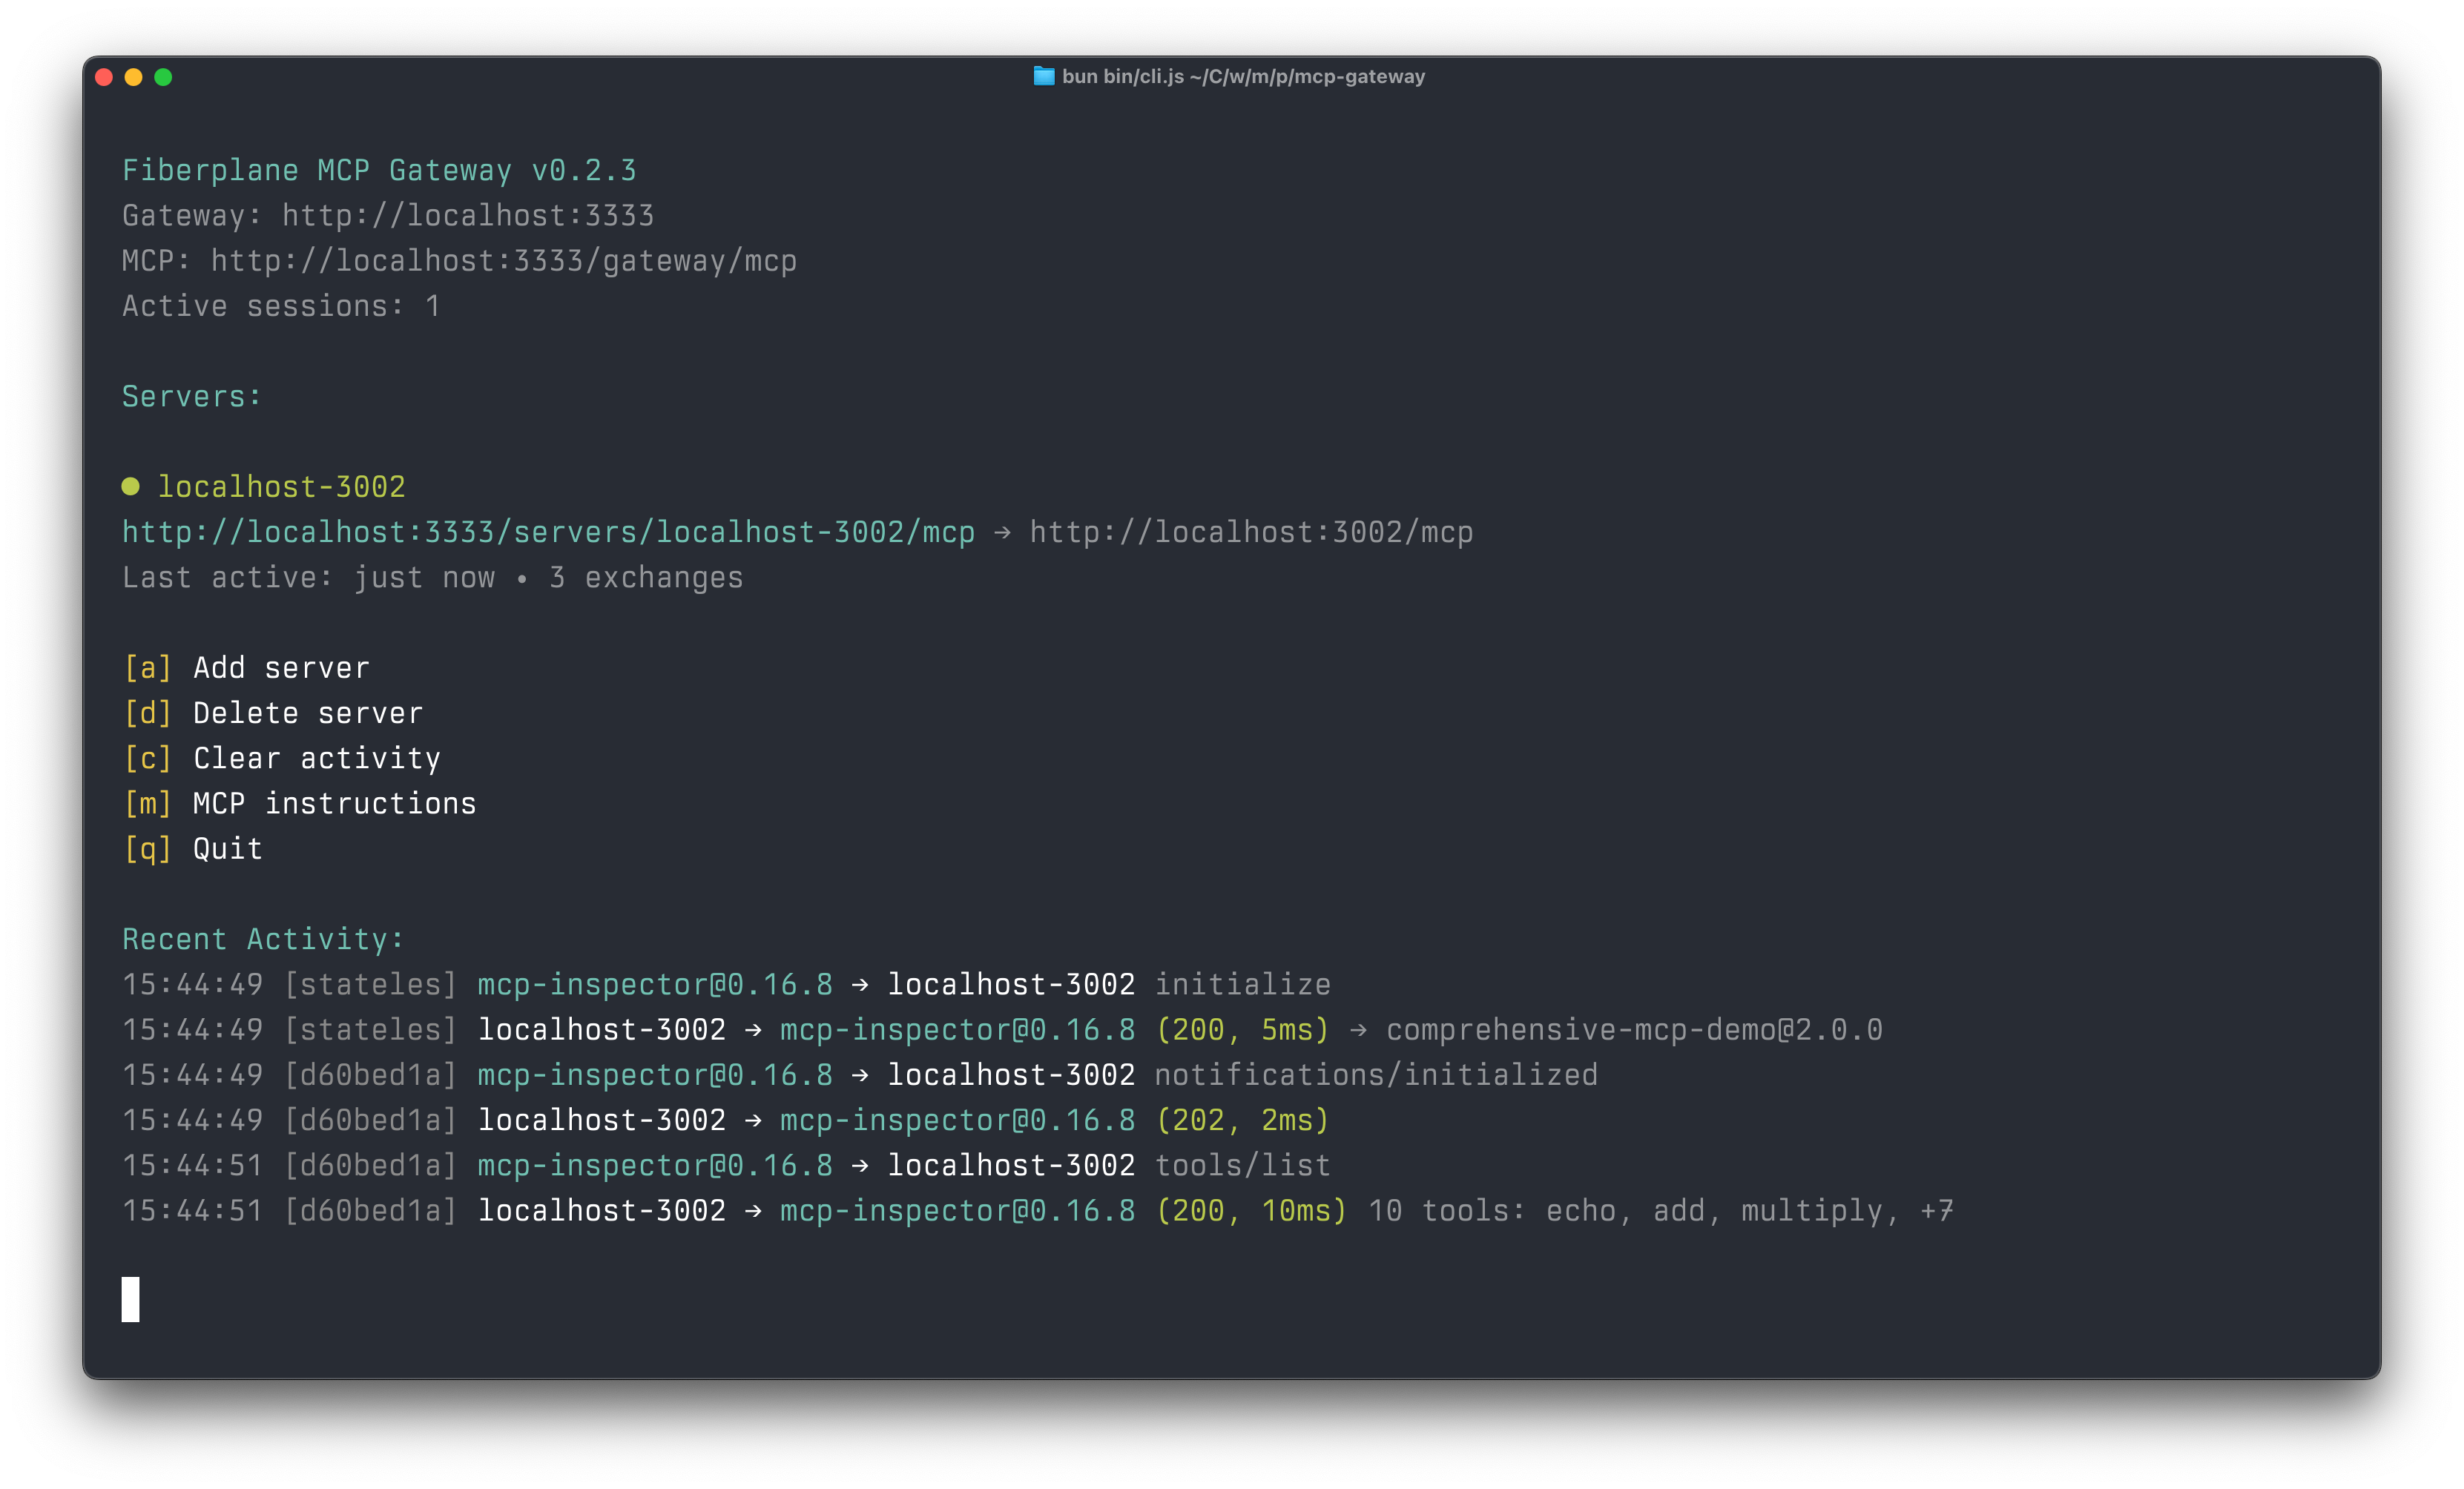 bun bin/cli.js ~/C/w/m/p/mcp-gateway
Fiberplane MCP Gateway v0.2.3
Gateway: http://localhost:3333
MCP: http://localhost:3333/gateway/mcp
Active sessions: 1
Servers:
● localhost-3002
http://localhost:3333/servers/localhost-3002/mcp → http://localhost:3002/mcp
Last active: just now • 3 exchanges
[a] Add server
[d] Delete server
[c] Clear activity
[m] MCP instructions
[q] Quit
Recent Activity:
15:44:49 [stateles] mcp-inspector@0.16.8 → localhost-3002 initialize
15:44:49 [stateles] localhost-3002 → mcp-inspector@0.16.8 (200, 5ms) → comprehensive-mcp-demo@2.0.0
15:44:49 [d60bed1a] mcp-inspector@0.16.8 → localhost-3002 notifications/initialized
15:44:49 [d60bed1a] localhost-3002 → mcp-inspector@0.16.8 (202, 2ms)
15:44:51 [d60bed1a] mcp-inspector@0.16.8 → localhost-3002 tools/list
15:44:51 [d60bed1a] localhost-3002 → mcp-inspector@0.16.8 (200, 10ms) 10 tools: echo, add, multiply, +7